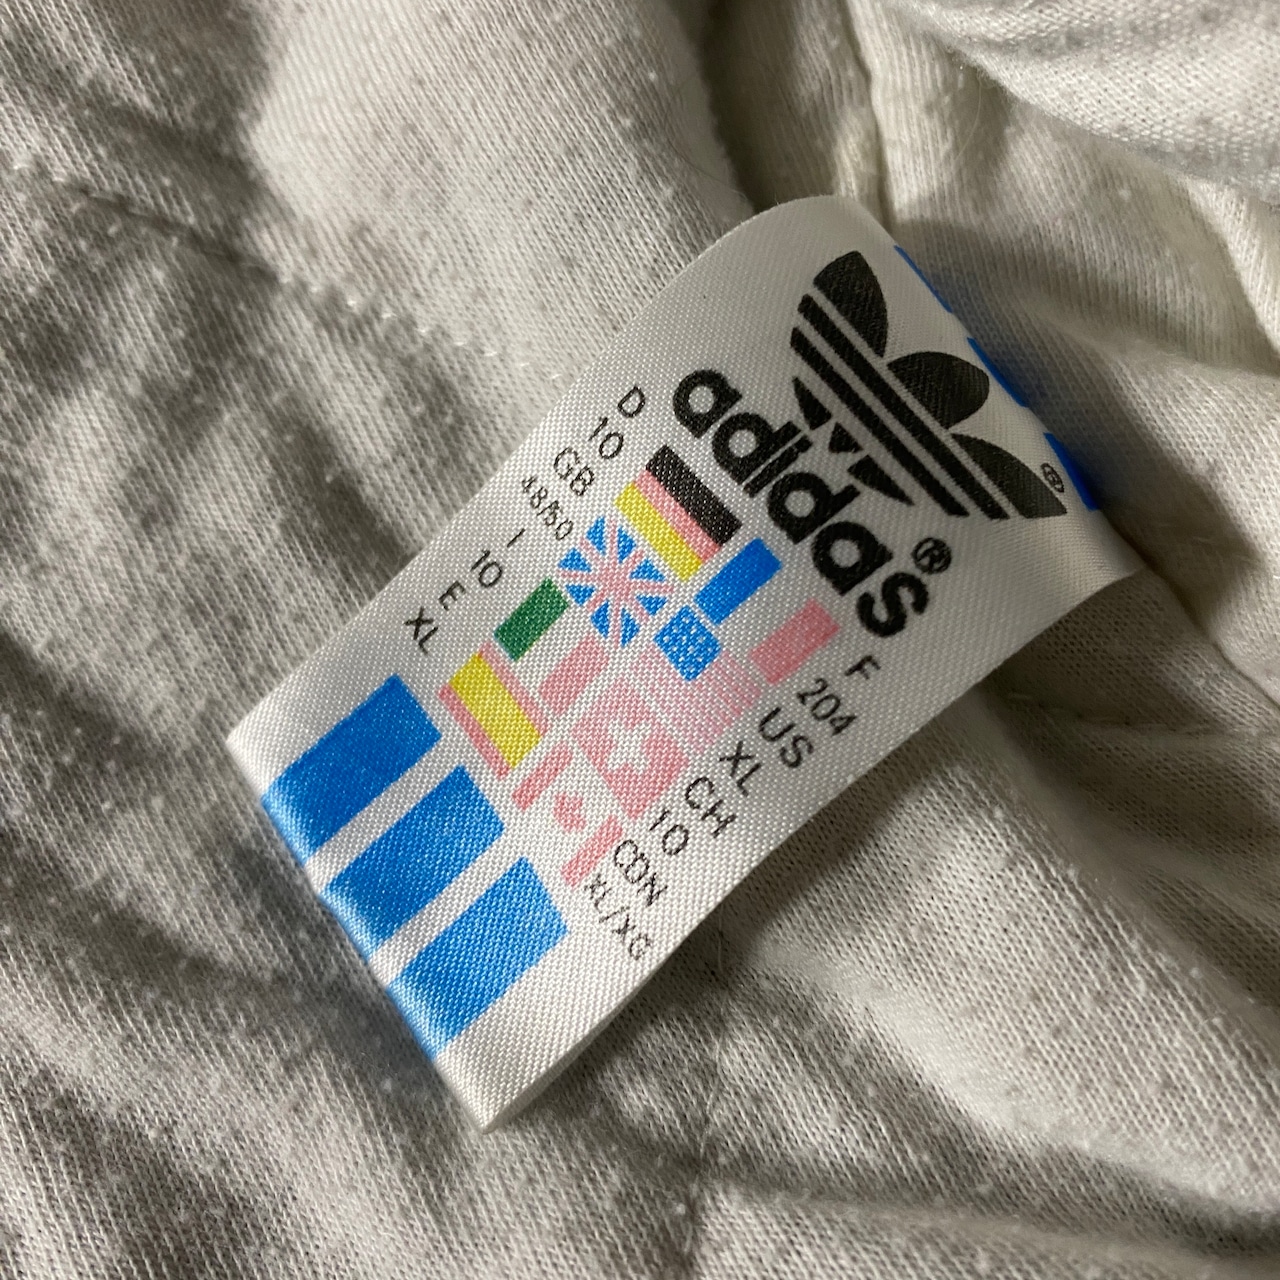 ®
adidas®
D
10
GB
48/50
I
10
E
XL
F
204
US
XL
CH
10
CDN
XL/XG